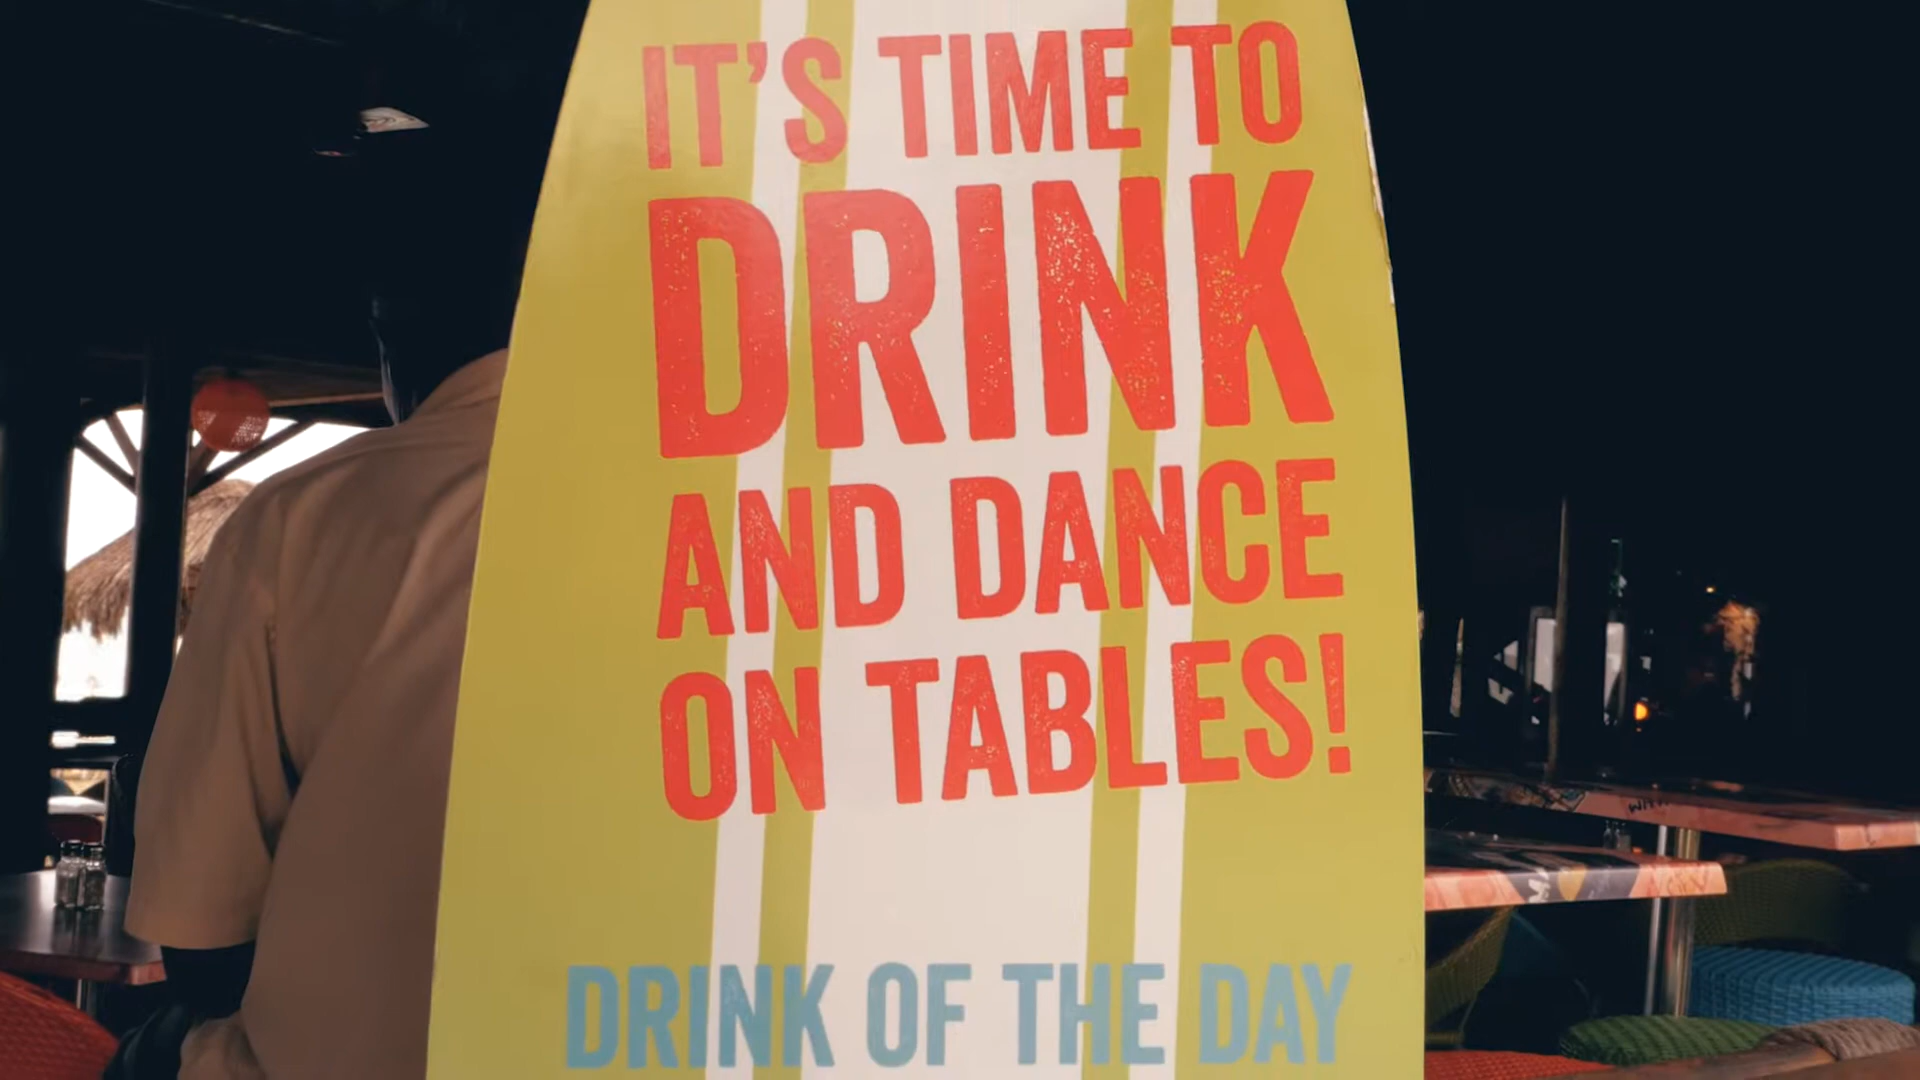 IT'S TIME TO
DRINK
AND DANCE
ON TABLES!
DRINK OF THE DAY